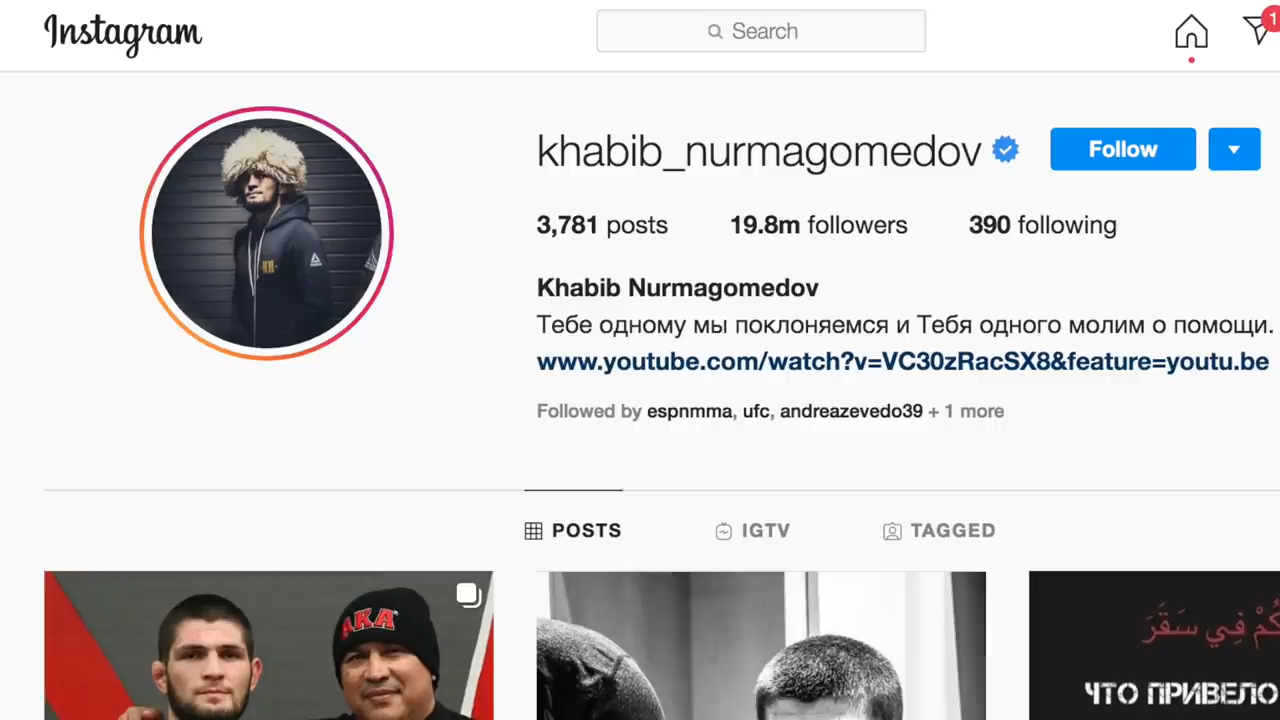 Instagram
Search
1
khabib_nurmagomedov
Follow
3,781 posts
19.8m followers
390 following
Khabib Nurmagomedov
Тебе одному мы поклоняемся и Тебя одного молим о помощи.
www.youtube.com/watch?v=VC30zRacSX8&feature=youtu.be
Followed by espnmma, ufc, andreazevedo39 + 1 more
POSTS
IGTV
TAGGED
AKA
فِي سَقَرَ
ЧТО ПРИВЕЛО